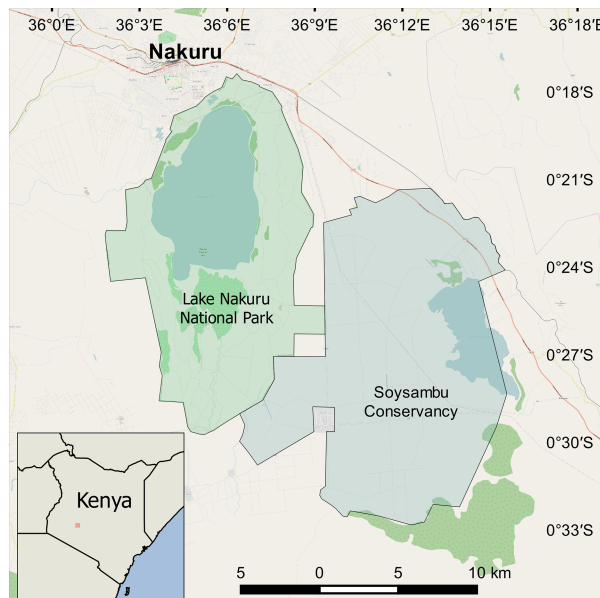 36°0′E 36°3′E 36°6′E 36°9′E 36°12′E 36°15′E 36°18′E
Nakuru
0°18′S
0°21′S
0°24′S
Lake Nakuru
National Park
0°27′S
Soysambu
Conservancy
0°30′S
Kenya
0°33′S
5 0 5 10 km